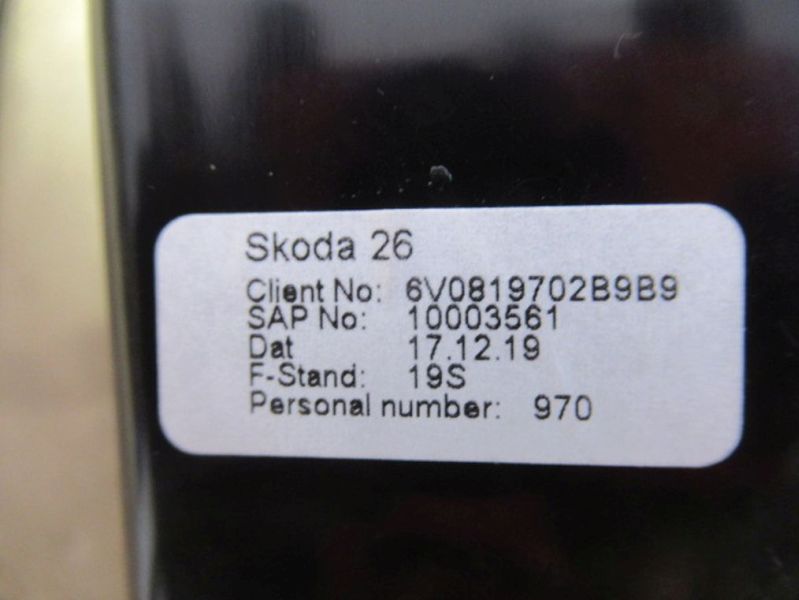 Skoda 26
Client No: 6V0819702B9B9
SAP No: 10003561
Dat 17.12.19
F-Stand: 19S
Personal number: 970